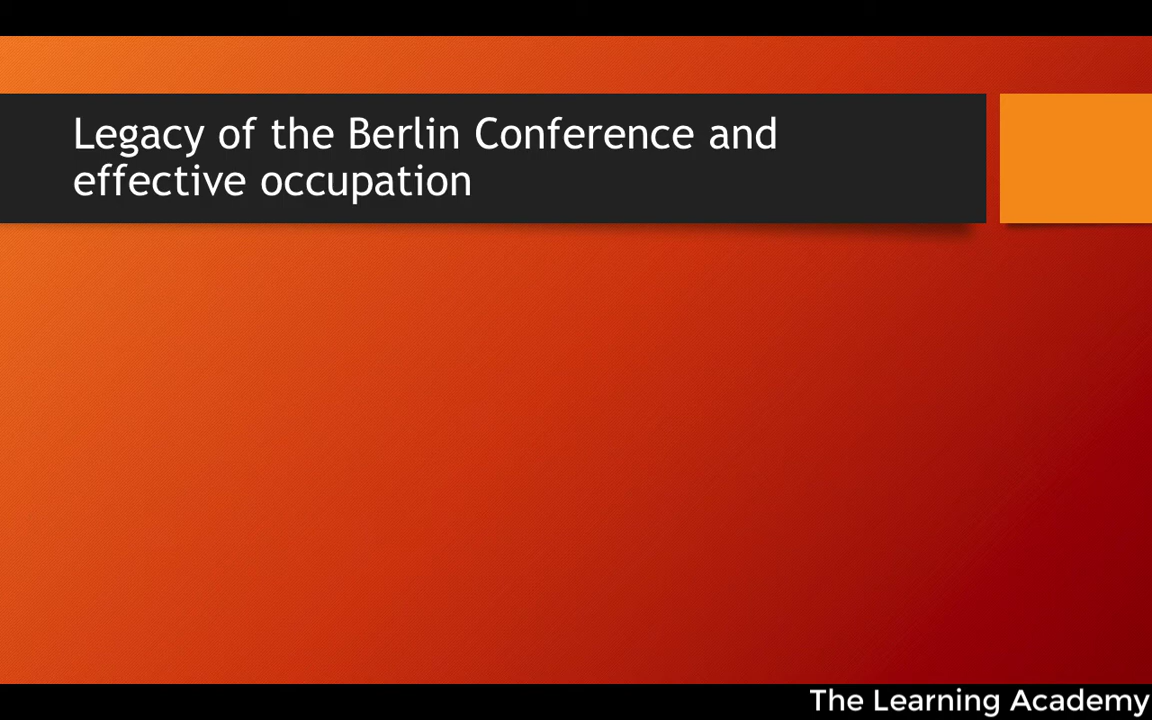 Legacy of the Berlin Conference and
effective occupation
The Learning Academy